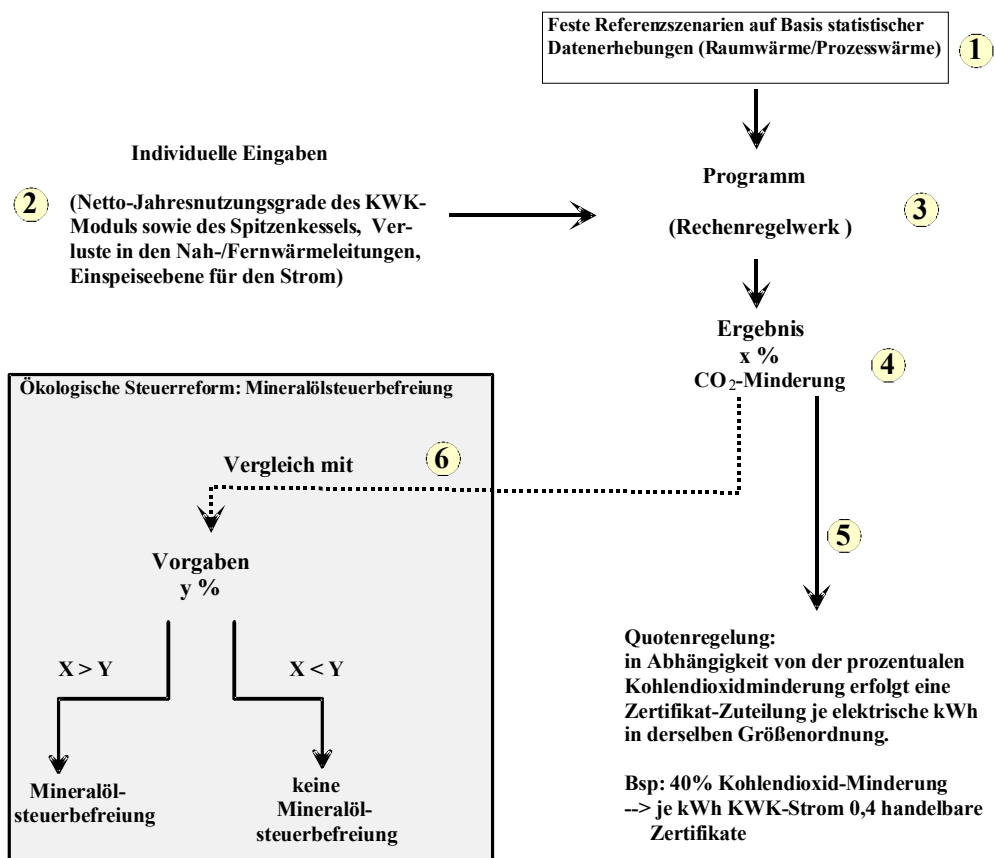 Feste Referenzszenarien auf Basis statistischer
Datenerhebungen (Raumwärme/Prozesswärme)
1
Individuelle Eingaben
2
(Netto-Jahresnutzungsgrade des KWK-
Moduls sowie des Spitzenkessels, Ver-
luste in den Nah-/Fernwärmeleitungen,
Einspeiseebene für den Strom)
Programm
3
(Rechenregelwerk )
Ergebnis
x %
CO2-Minderung
4
Ökologische Steuerreform: Mineralölsteuerbefreiung
Vergleich mit
6
Vorgaben
y %
X > Y
X < Y
Mineralöl-
steuerbefreiung
keine
Mineralöl-
steuerbefreiung
5
Quotenregelung:
in Abhängigkeit von der prozentualen
Kohlendioxidminderung erfolgt eine
Zertifikat-Zuteilung je elektrische kWh
in derselben Größenordnung.
Bsp: 40% Kohlendioxid-Minderung
--> je kWh KWK-Strom 0,4 handelbare
Zertifikate